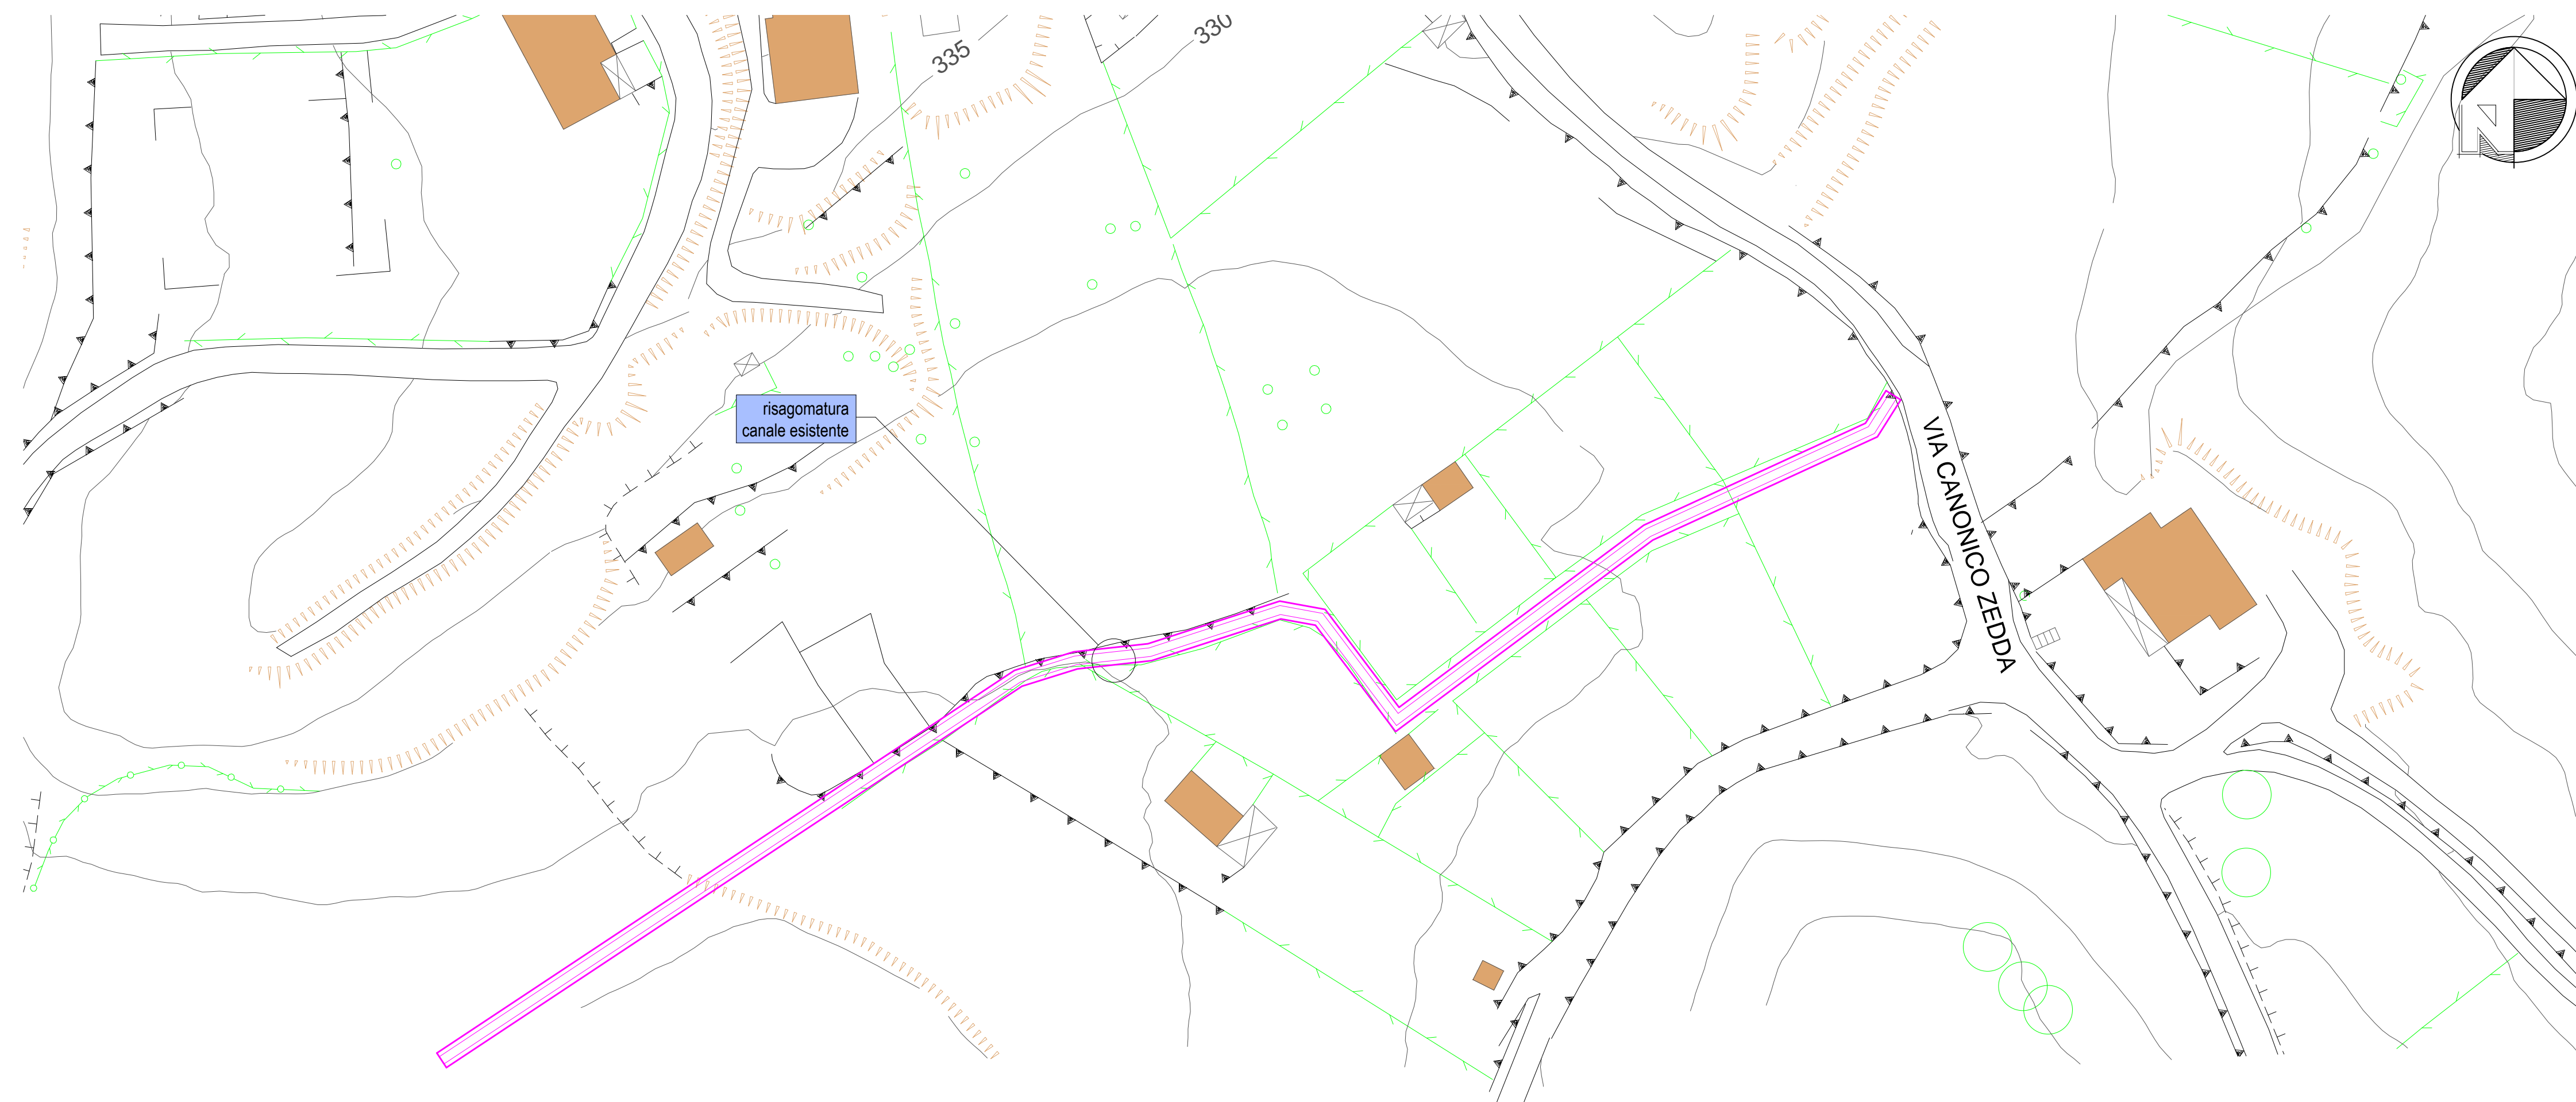 335
330
risagomatura
canale esistente
VIA CANONICO ZEDDA